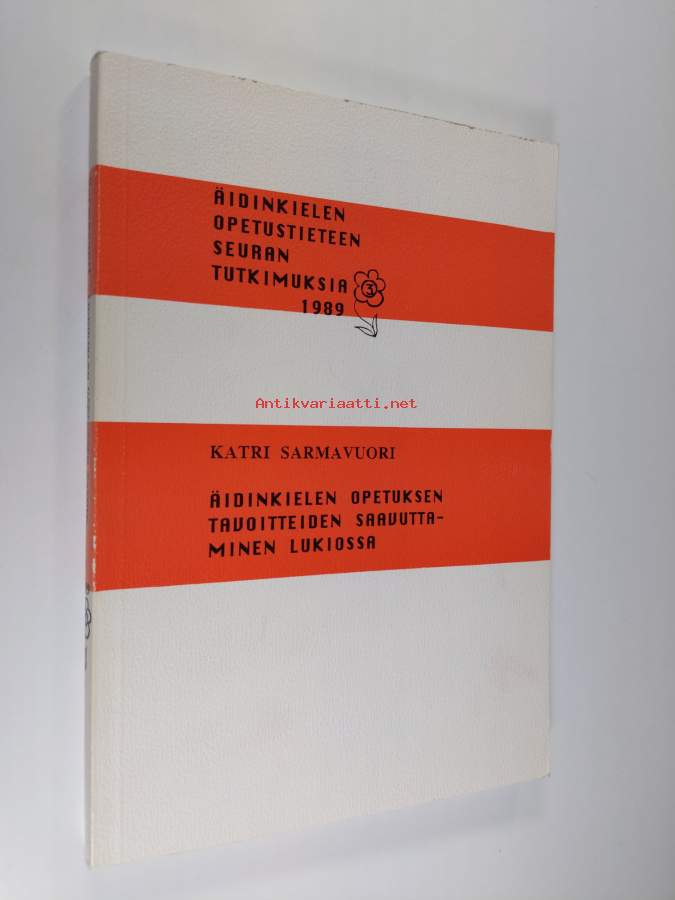 ÄIDINKIELEN
OPETUSTIETEEN
SEURAN
TUTKIMUKSIA
3
1989
Antikvariaatti.net
KATRI SARMAVUORI
ÄIDINKIELEN OPETUKSEN
TAVOITTEIDEN SAAVUTTA-
MINEN LUKIOSSA